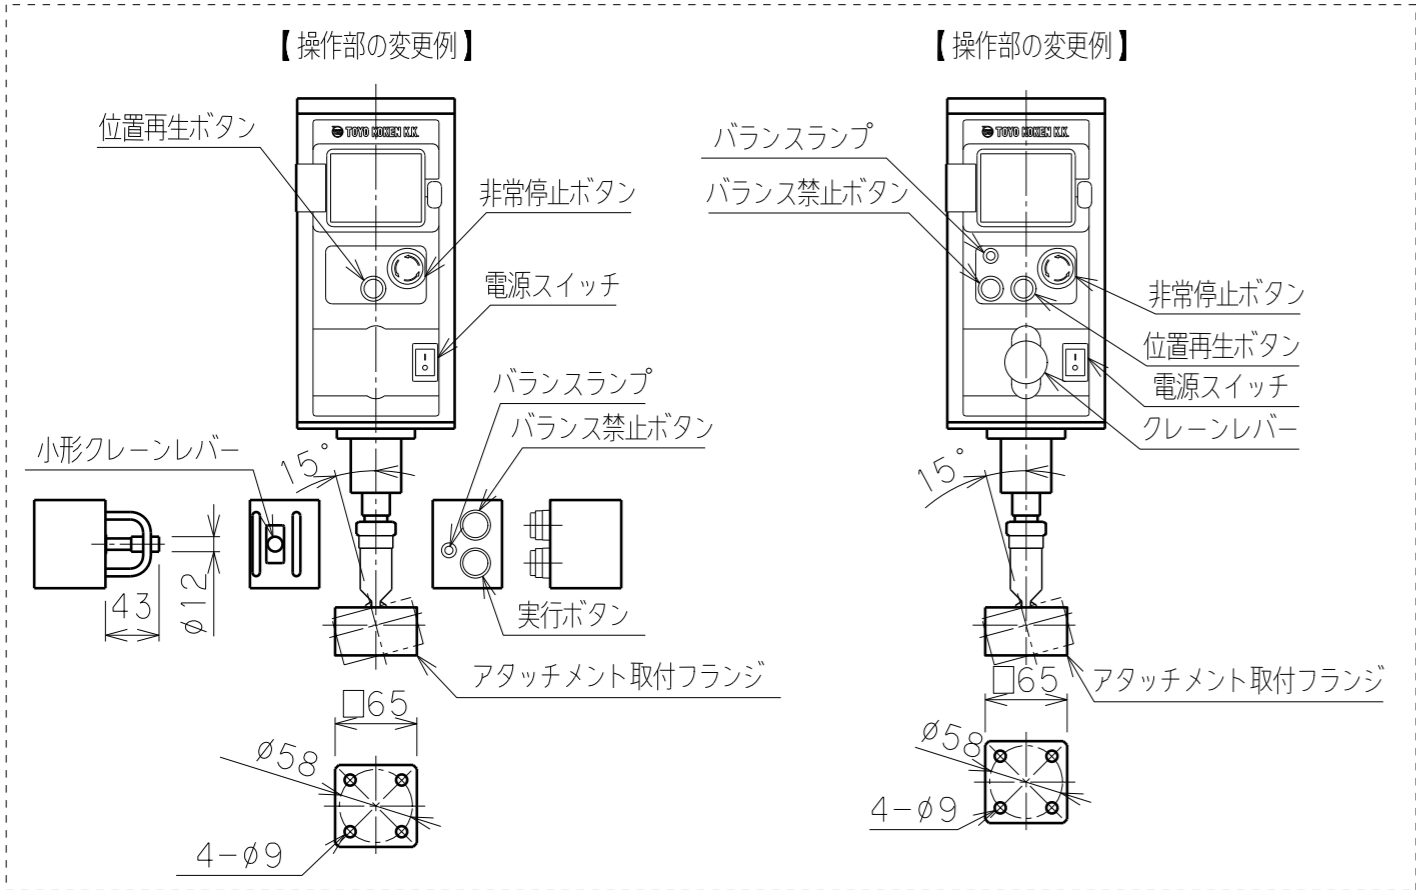 【操作部の変更例】
TOYO KOKEN K.K.
位置再生ボタン
非常停止ボタン
電源スイッチ
バランスランプ
バランス禁止ボタン
小形クレーンレバー
15°
43
φ12
実行ボタン
アタッチメント取付フランジ
□65
φ58
4-φ9
【操作部の変更例】
TOYO KOKEN K.K.
バランスランプ
バランス禁止ボタン
非常停止ボタン
位置再生ボタン
電源スイッチ
クレーンレバー
15°
アタッチメント取付フランジ
□65
φ58
4-φ9